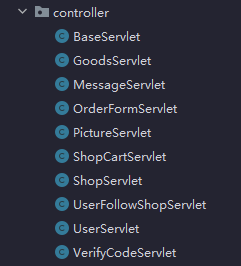 controller
BaseServlet
GoodsServlet
MessageServlet
OrderFormServlet
PictureServlet
ShopCartServlet
ShopServlet
UserFollowShopServlet
UserServlet
VerifyCodeServlet